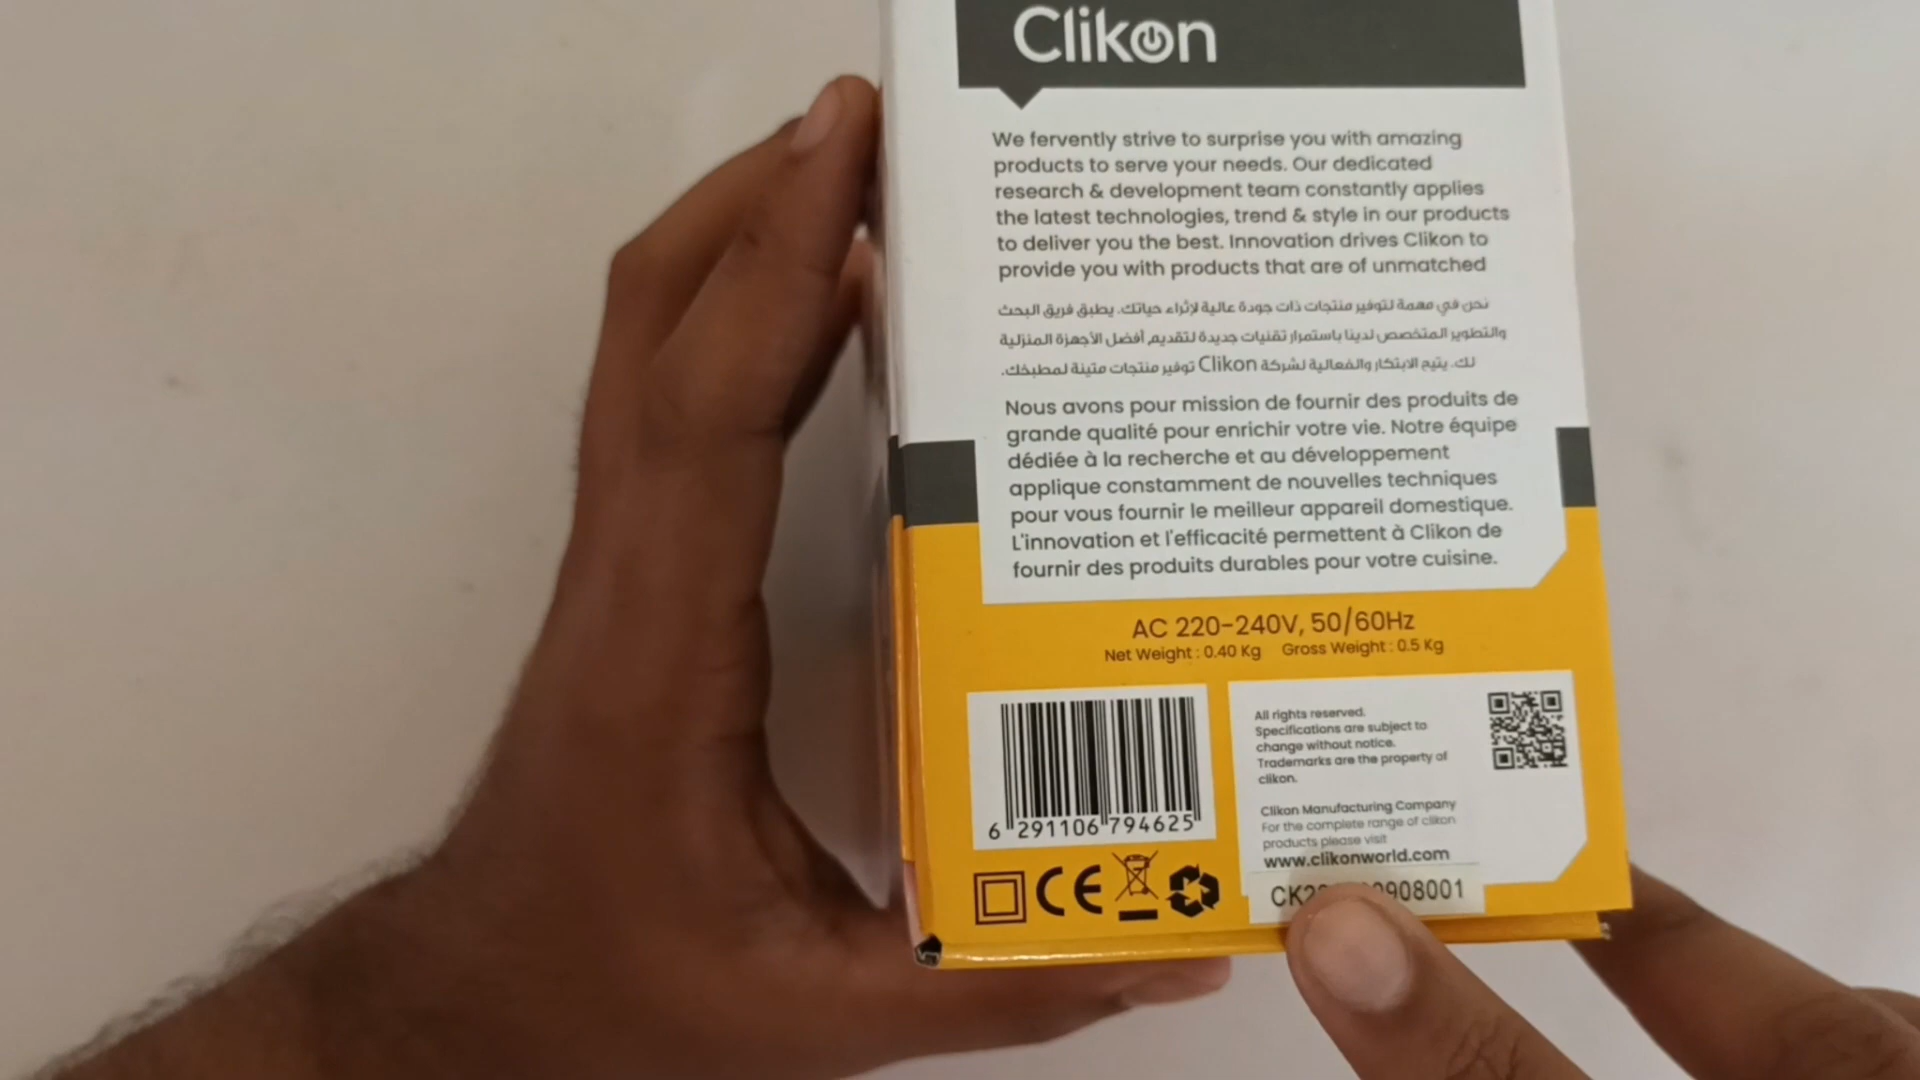 Clikon
We fervently strive to surprise you with amazing
products to serve your needs. Our dedicated
research & development team constantly applies
the latest technologies, trend & style in our products
to deliver you the best. Innovation drives Clikon to
provide you with products that are of unmatched
نحن في مهمة لتوفير منتجات ذات جودة عالية لإثراء حياتك. يطبق فريق البحث
والتطوير المتخصص لدينا باستمرار تقنيات جديدة لتقديم أفضل الأجهزة المنزلية
لك. يتيح الابتكار والفعالية لشركة Clikon توفير منتجات متينة لمطبخك.
Nous avons pour mission de fournir des produits de
grande qualité pour enrichir votre vie. Notre équipe
dédiée à la recherche et au développement
applique constamment de nouvelles techniques
pour vous fournir le meilleur appareil domestique.
L'innovation et l'efficacité permettent à Clikon de
fournir des produits durables pour votre cuisine.
AC 220-240V, 50/60Hz
Net Weight : 0.40 Kg Gross Weight : 0.5 Kg
6 291106 794625
CE
All rights reserved.
Specifications are subject to
change without notice.
Trademarks are the property of
clikon.
Clikon Manufacturing Company
For the complete range of clikon
products please visit
www.clikonworld.com